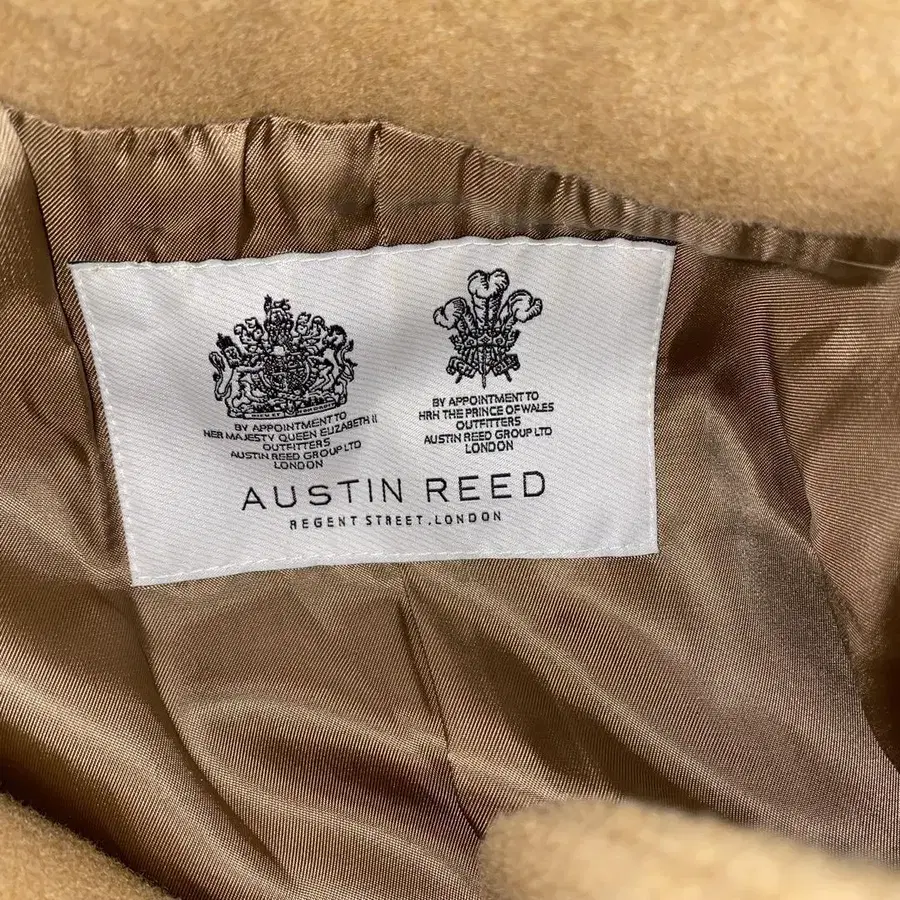 BY APPOINTMENT TO
HER MAJESTY QUEEN ELIZABETH II
OUTFITTERS
AUSTIN REED GROUP LTD
LONDON
BY APPOINTMENT TO
HRH THE PRINCE OF WALES
OUTFITTERS
AUSTIN REED GROUP LTD
LONDON
AUSTIN REED
REGENT STREET, LONDON